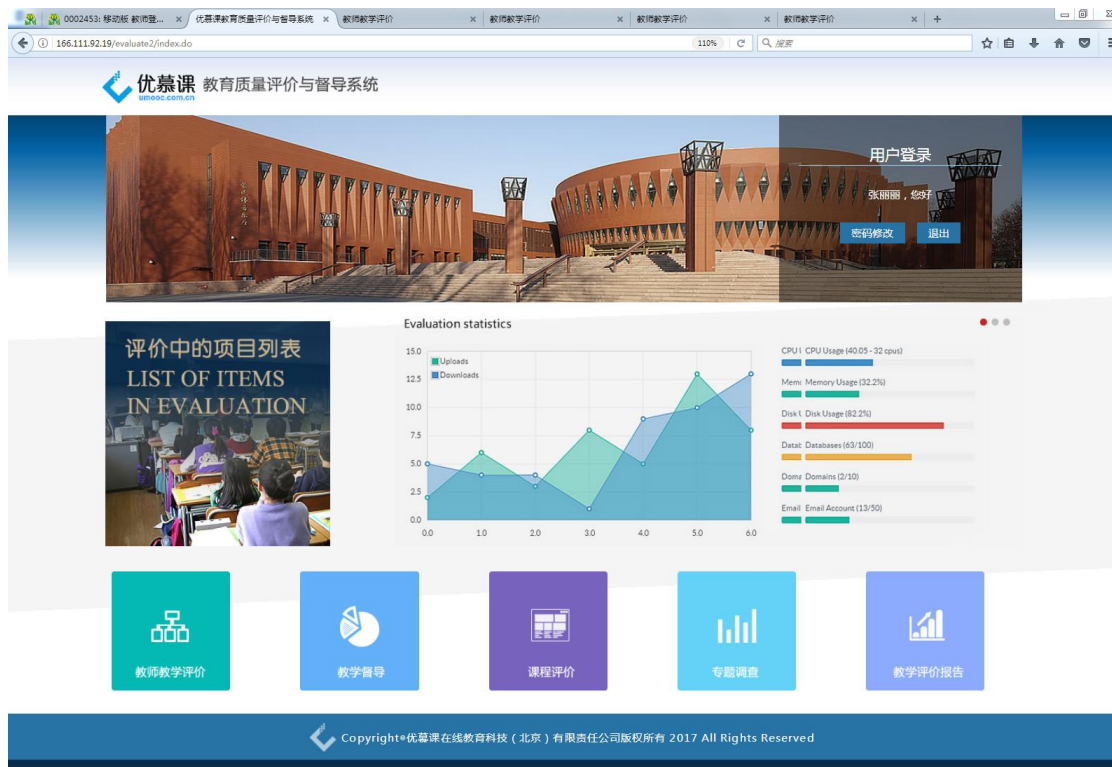 0002453: 移动版 教师登...
优慕课教育质量评价与督导系统
教师教学评价
教师教学评价
教师教学评价
教师教学评价
166.111.92.19/evaluate2/index.do
110%
搜索
优慕课 教育质量评价与督导系统
umooc.com.cn
用户登录
张丽丽，您好
密码修改 退出
评价中的项目列表
LIST OF ITEMS
IN EVALUATION
Evaluation statistics
Uploads
Downloads
15.0
12.5
10.0
7.5
5.0
2.5
0.0
0.0 1.0 2.0 3.0 4.0 5.0 6.0
CPU U CPU Usage (40.05 - 32 cpus)
Memo Memory Usage (32.2%)
Disk U Disk Usage (82.2%)
Datab Databases (63/100)
Doma Domains (2/10)
Email Email Account (13/50)
教师教学评价
教学督导
课程评价
专题调查
教学评价报告
Copyright©优慕课在线教育科技（北京）有限责任公司版权所有 2017 All Rights Reserved